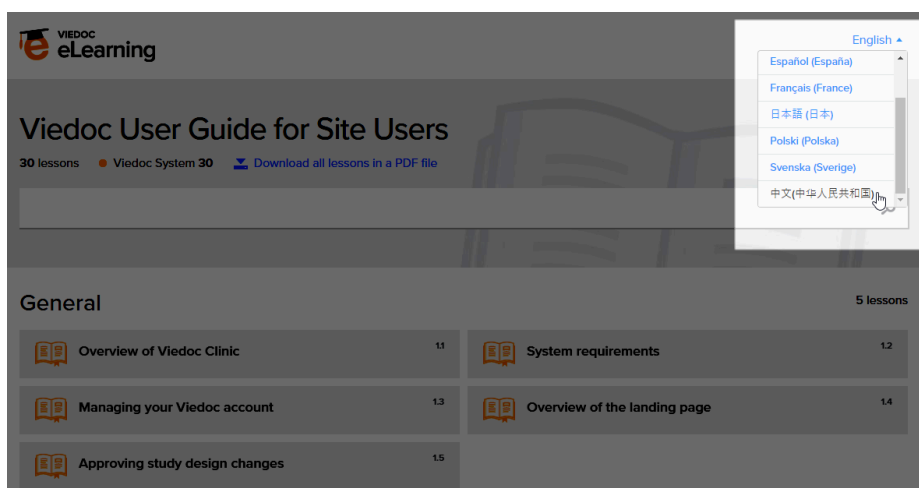 VIEDOC
eLearning
English
Español (España)
Français (France)
日本語 (日本)
Polski (Polska)
Svenska (Sverige)
中文(中华人民共和国)
Viedoc User Guide for Site Users
30 lessons Viedoc System 30 Download all lessons in a PDF file
General
5 lessons
Overview of Viedoc Clinic 1.1
System requirements 1.2
Managing your Viedoc account 1.3
Overview of the landing page 1.4
Approving study design changes 1.5